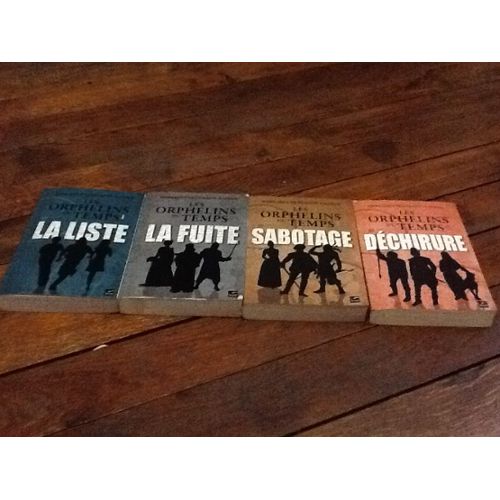 LES
ORPHELINS
DU TEMPS
LA LISTE
LES
ORPHELINS
DU TEMPS
LA FUITE
LES
ORPHELINS
DU TEMPS
SABOTAGE
LES
ORPHELINS
DU TEMPS
DÉCHIRURE